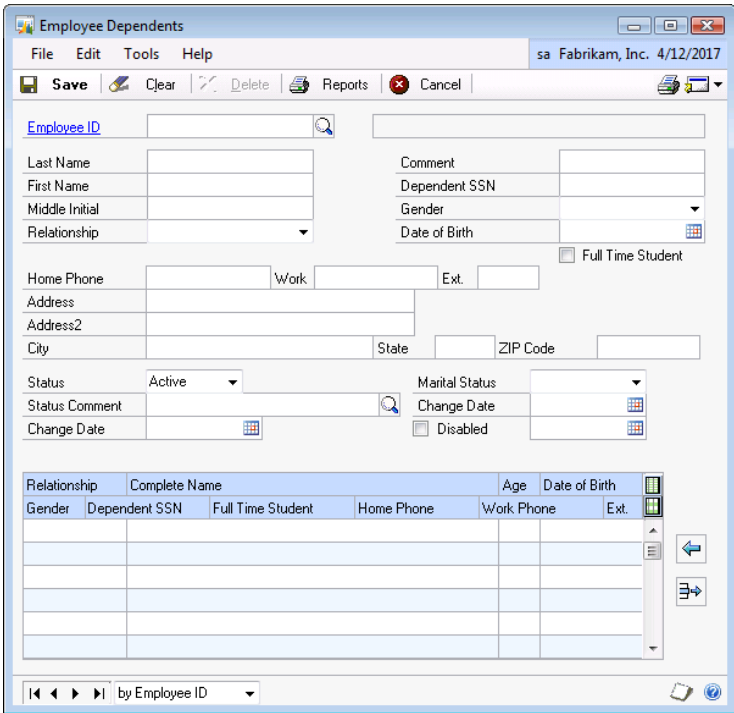 Employee Dependents
File Edit Tools Help sa Fabrikam, Inc. 4/12/2017
Save Clear Delete Reports Cancel
Employee ID
Last Name Comment
First Name Dependent SSN
Middle Initial Gender
Relationship Date of Birth
Full Time Student
Home Phone Work Ext.
Address
Address2
City State ZIP Code
Status Active Marital Status
Status Comment Change Date
Change Date Disabled
Relationship Complete Name Age Date of Birth
Gender Dependent SSN Full Time Student Home Phone Work Phone Ext.
by Employee ID